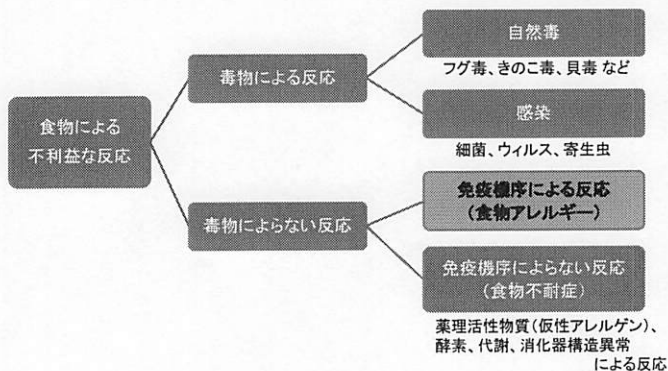 食物による
不利益な反応
毒物による反応
自然毒
フグ毒、きのこ毒、貝毒 など
感染
細菌、ウィルス、寄生虫
毒物によらない反応
免疫機序による反応
（食物アレルギー）
免疫機序によらない反応
（食物不耐症）
薬理活性物質（仮性アレルゲン）、
酵素、代謝、消化器構造異常
による反応